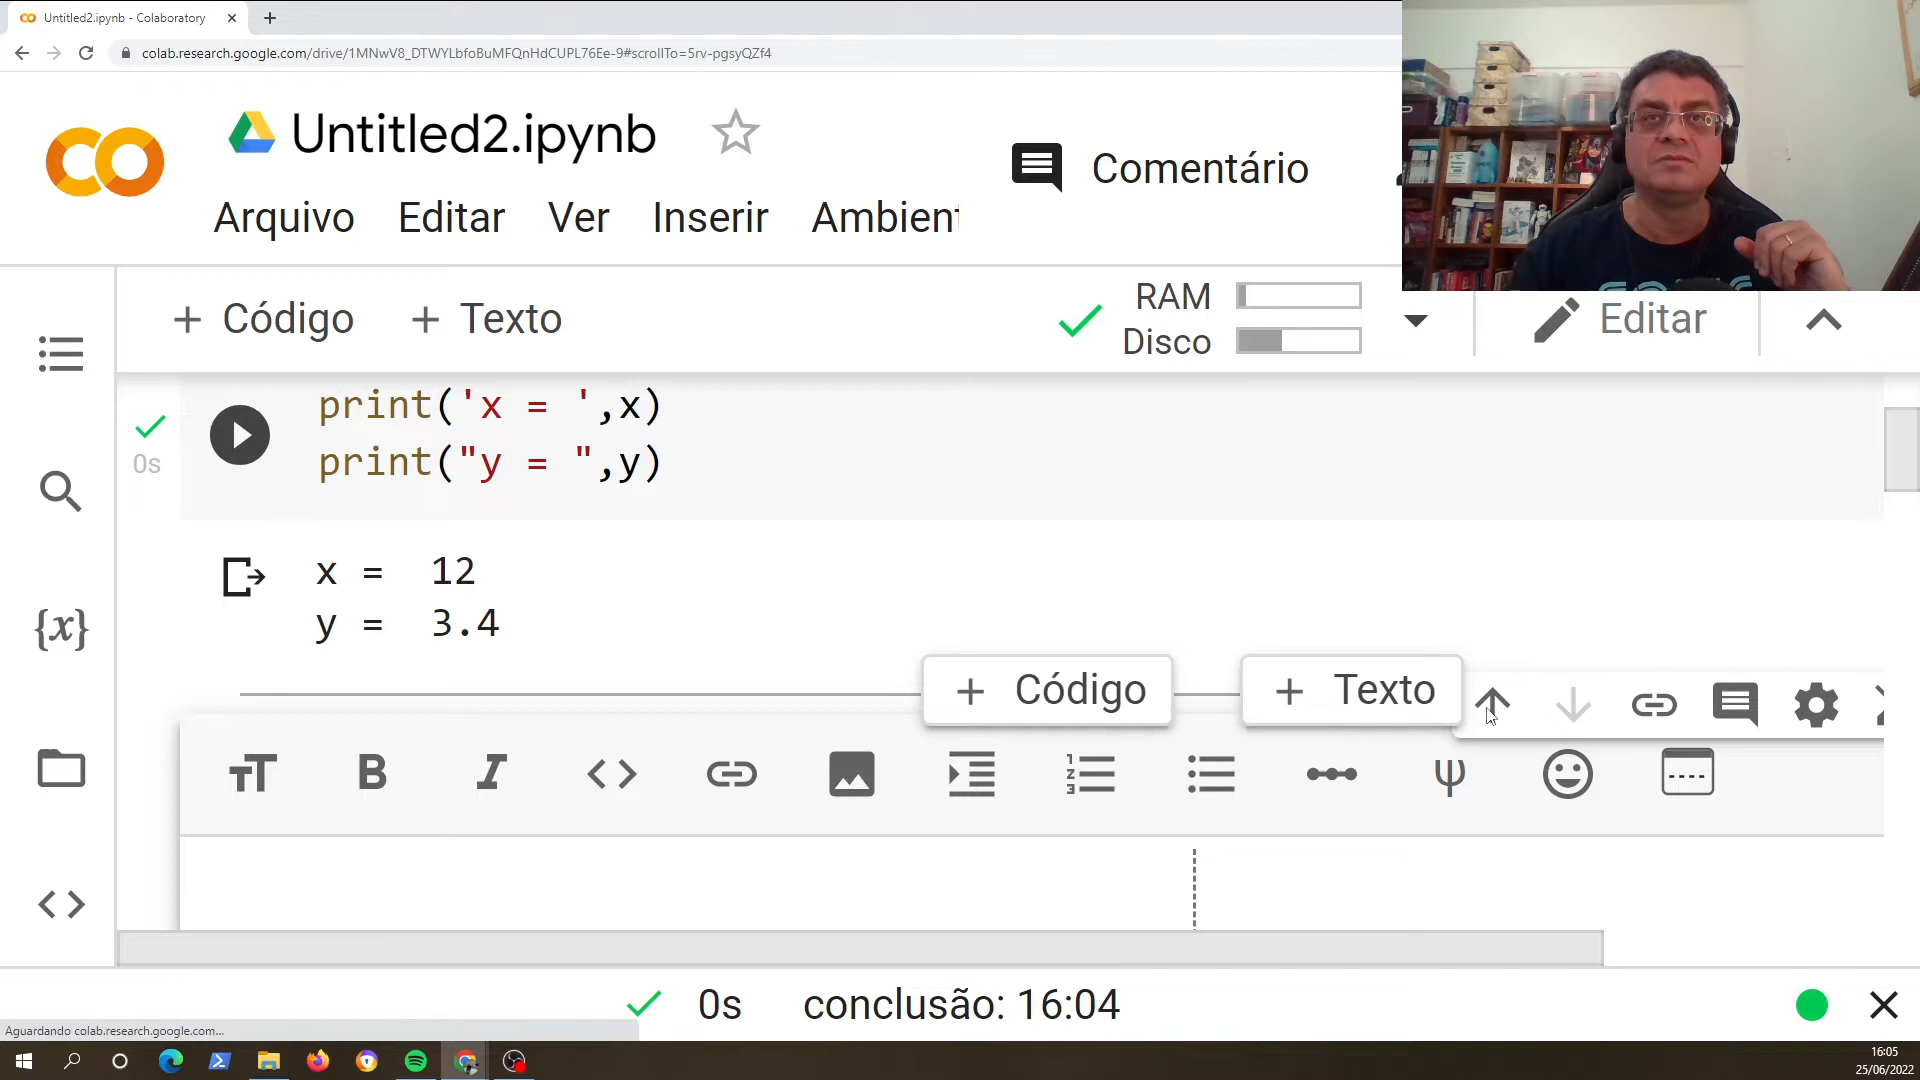 Untitled2.ipynb - Colaboratory
colab.research.google.com/drive/1MNwV8_DTWYLbfoBuMFQnHdCUPL76Ee-9#scrollTo=5rv-pgsyQZf4
Untitled2.ipynb
Comentário
Arquivo Editar Ver Inserir Ambient
+ Código + Texto
RAM
Disco
Editar
print('x = ',x)
0s
print("y = ",y)
x = 12
y = 3.4
+ Código + Texto
{x}
0s conclusão: 16:04
Aguardando colab.research.google.com...
16:05
25/06/2022